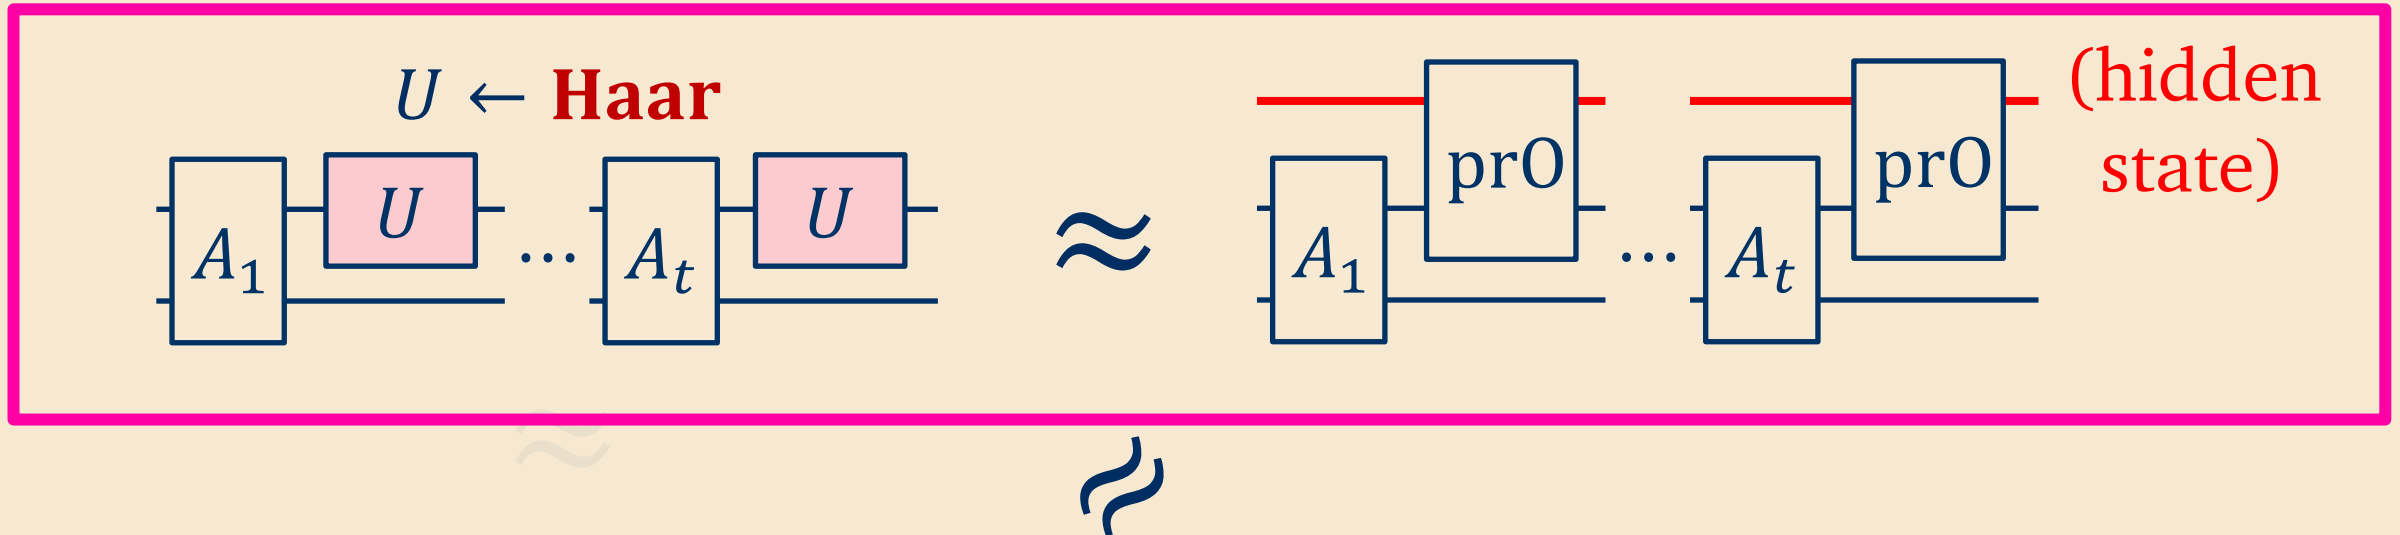 U ← Haar
A₁ U ⋯ Aₜ U ≈ A₁ prO ⋯ Aₜ prO
(hidden
state)
≈
≈